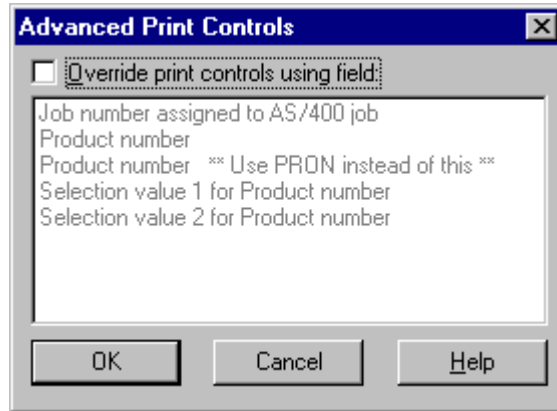 Advanced Print Controls
Override print controls using field:
Job number assigned to AS/400 job
Product number
Product number ** Use PRON instead of this **
Selection value 1 for Product number
Selection value 2 for Product number
OK Cancel Help